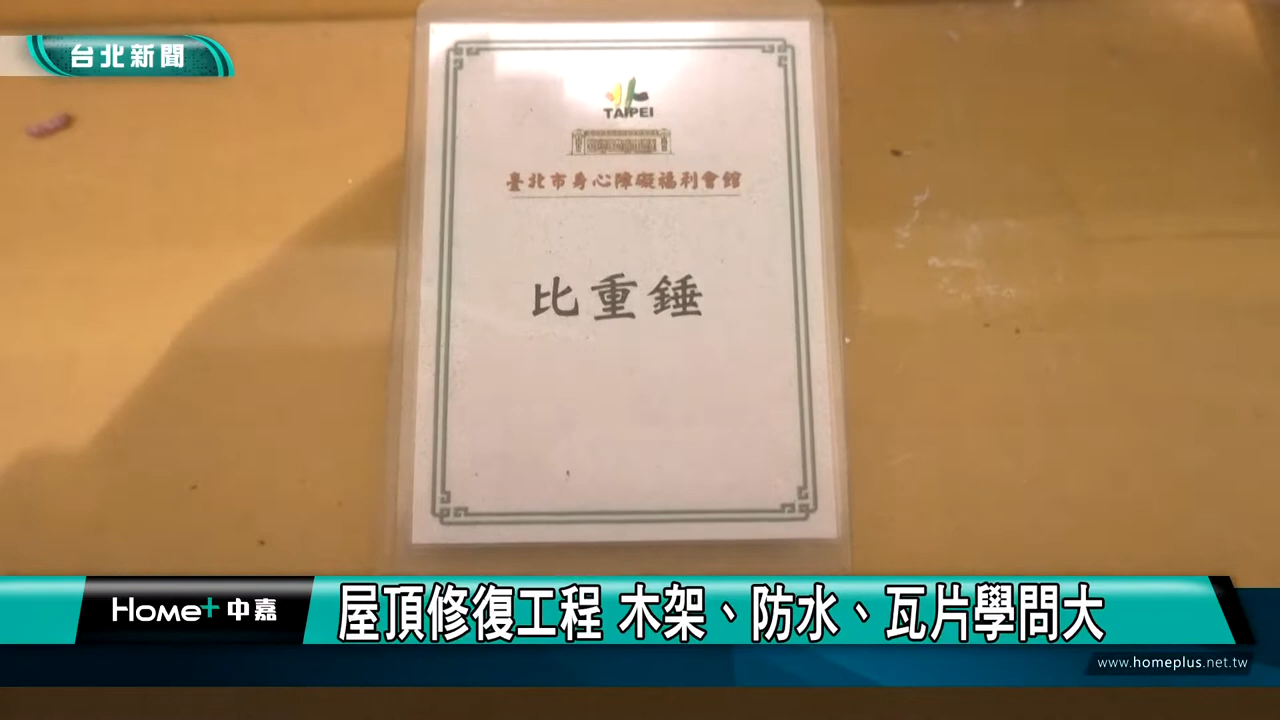 台北新聞
TAIPEI
臺北市身心障礙福利會館
比重錘
Home+中嘉
屋頂修復工程 木架、防水、瓦片學問大
www.homeplus.net.tw